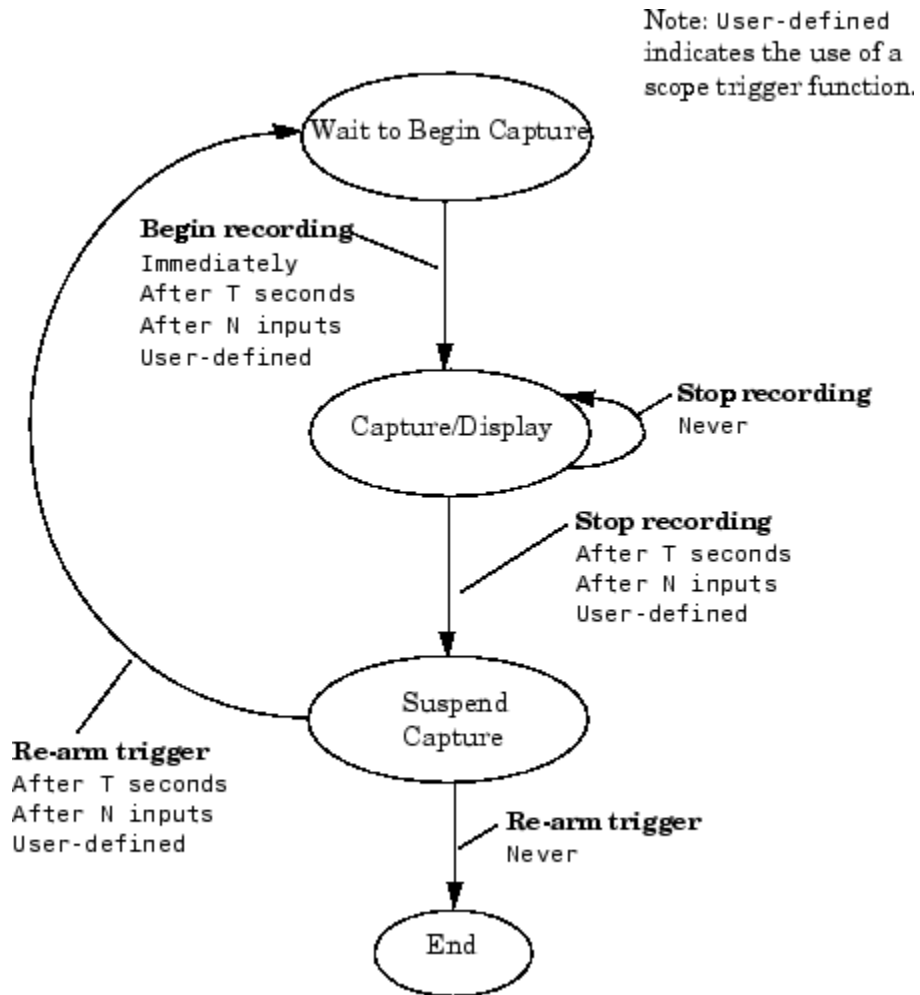 Note: User-defined
indicates the use of a
scope trigger function.
Wait to Begin Capture
Begin recording
Immediately
After T seconds
After N inputs
User-defined
Capture/Display
Stop recording
Never
Stop recording
After T seconds
After N inputs
User-defined
Suspend
Capture
Re-arm trigger
After T seconds
After N inputs
User-defined
Re-arm trigger
Never
End